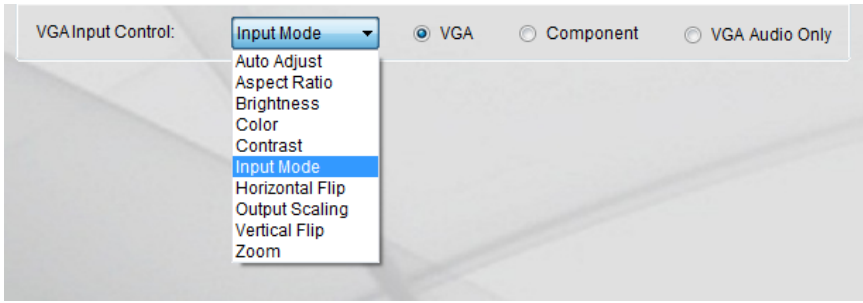 VGA Input Control: Input Mode VGA Component VGA Audio Only
Auto Adjust
Aspect Ratio
Brightness
Color
Contrast
Input Mode
Horizontal Flip
Output Scaling
Vertical Flip
Zoom